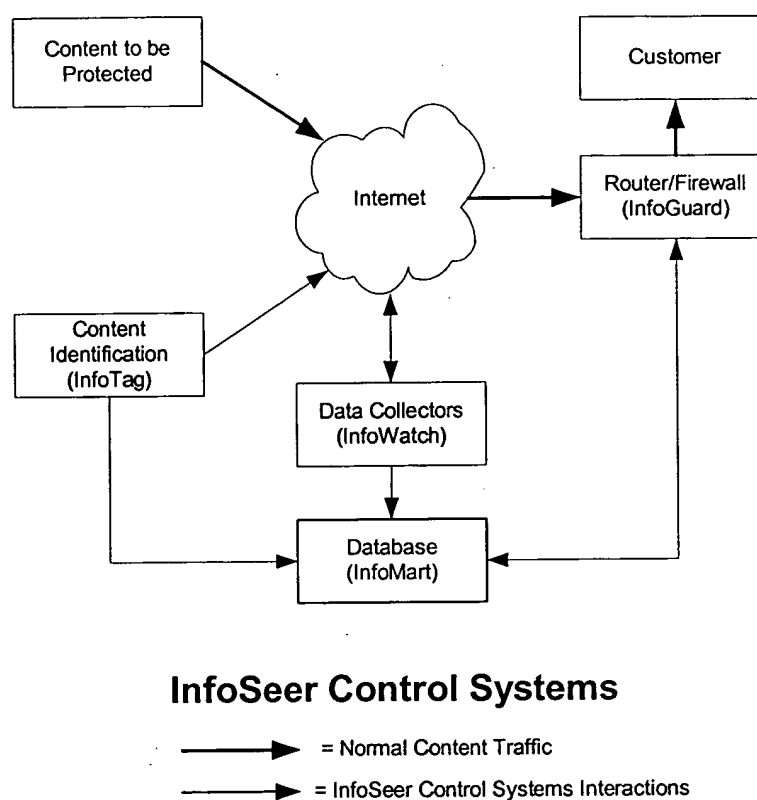 Content to be
Protected
Customer
Internet
Router/Firewall
(InfoGuard)
Content
Identification
(InfoTag)
Data Collectors
(InfoWatch)
Database
(InfoMart)
InfoSeer Control Systems
= Normal Content Traffic
= InfoSeer Control Systems Interactions